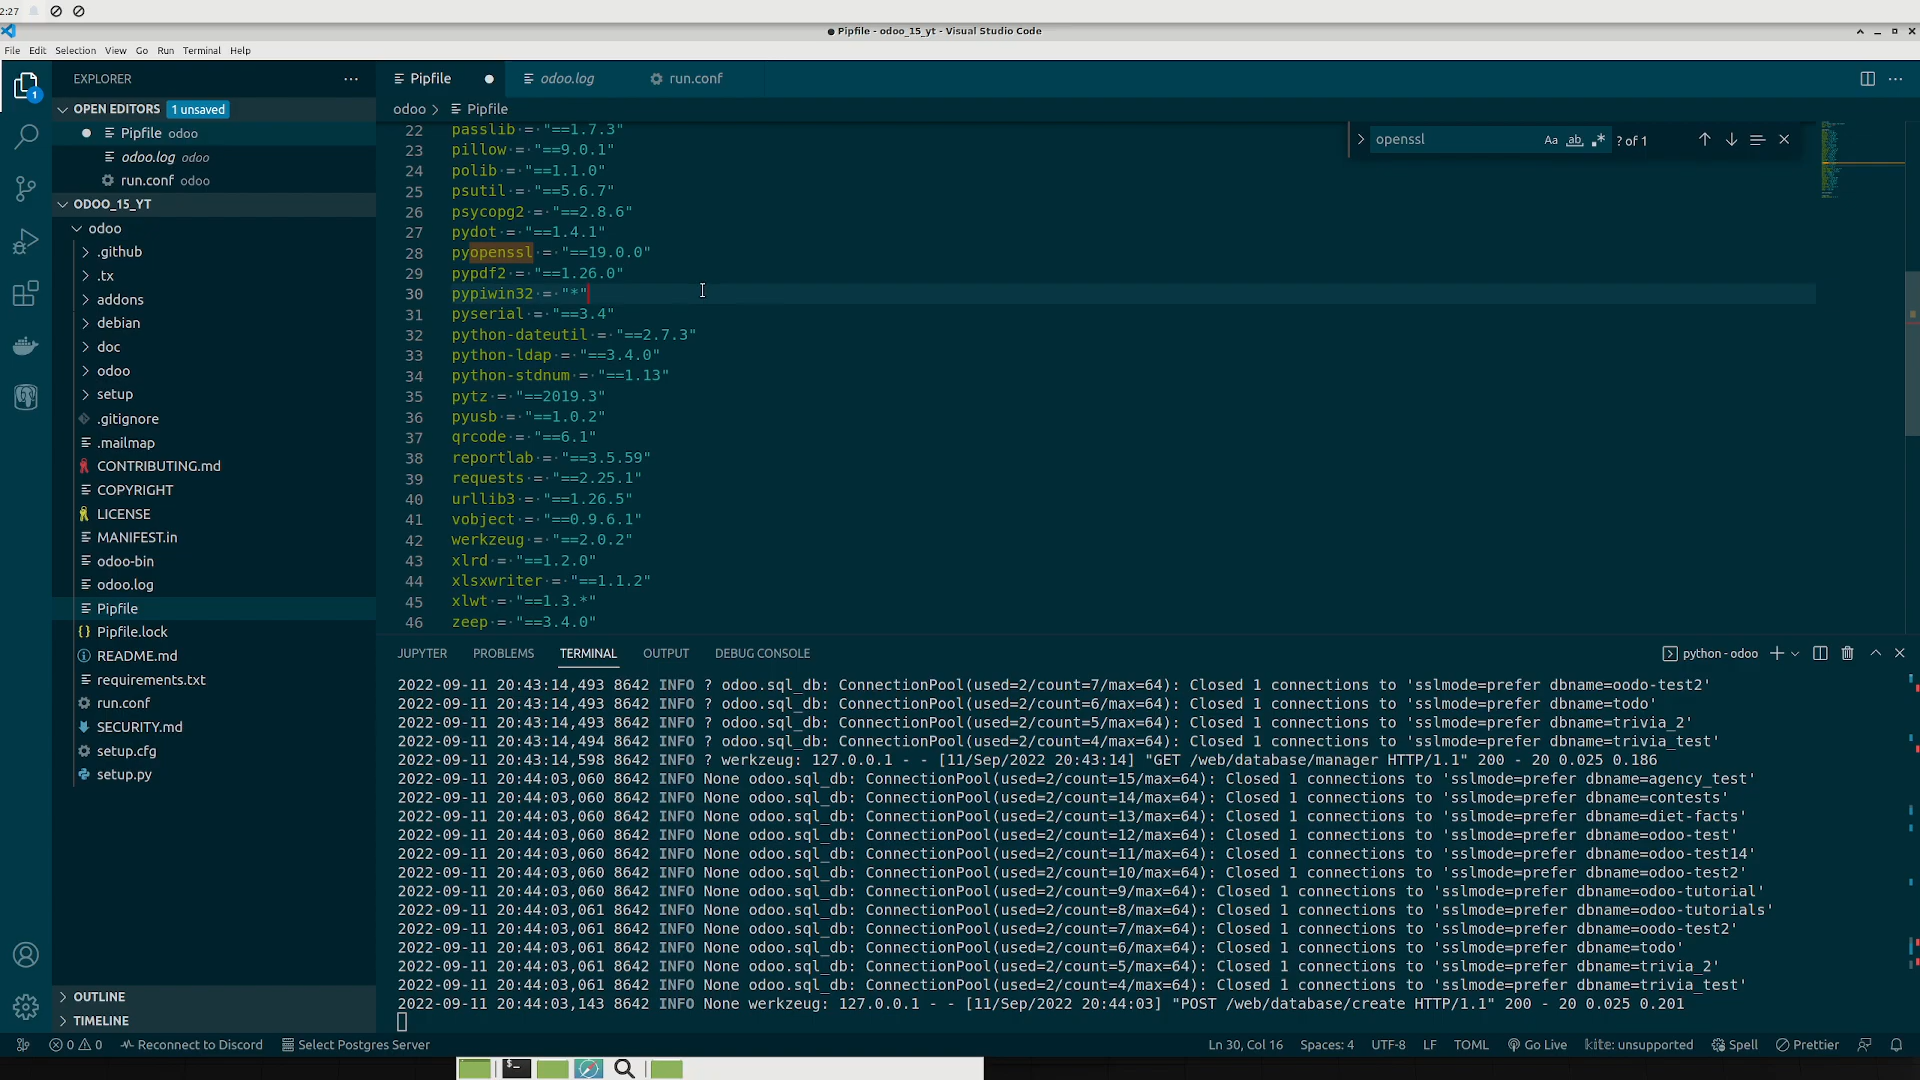 2:27
Pipfile - odoo_15_yt - Visual Studio Code
File Edit Selection View Go Run Terminal Help
EXPLORER
OPEN EDITORS 1 unsaved
Pipfile odoo
odoo.log odoo
run.conf odoo
ODOO_15_YT
odoo
.github
.tx
addons
debian
doc
odoo
setup
.gitignore
.mailmap
CONTRIBUTING.md
COPYRIGHT
LICENSE
MANIFEST.in
odoo-bin
odoo.log
Pipfile
Pipfile.lock
README.md
requirements.txt
run.conf
SECURITY.md
setup.cfg
setup.py
OUTLINE
TIMELINE
1
Pipfile odoo.log run.conf
odoo > Pipfile
openssl Aa ab ? of 1
22 passlib = "==1.7.3"
23 pillow = "==9.0.1"
24 polib = "==1.1.0"
25 psutil = "==5.6.7"
26 psycopg2 = "==2.8.6"
27 pydot = "==1.4.1"
28 pyopenssl = "==19.0.0"
29 pypdf2 = "==1.26.0"
30 pypiwin32 = "*"
31 pyserial = "==3.4"
32 python-dateutil = "==2.7.3"
33 python-ldap = "==3.4.0"
34 python-stdnum = "==1.13"
35 pytz = "==2019.3"
36 pyusb = "==1.0.2"
37 qrcode = "==6.1"
38 reportlab = "==3.5.59"
39 requests = "==2.25.1"
40 urllib3 = "==1.26.5"
41 vobject = "==0.9.6.1"
42 werkzeug = "==2.0.2"
43 xlrd = "==1.2.0"
44 xlsxwriter = "==1.1.2"
45 xlwt = "==1.3.*"
46 zeep = "==3.4.0"
JUPYTER PROBLEMS TERMINAL OUTPUT DEBUG CONSOLE
python - odoo
2022-09-11 20:43:14,493 8642 INFO ? odoo.sql_db: ConnectionPool(used=2/count=7/max=64): Closed 1 connections to 'sslmode=prefer dbname=oodo-test2'
2022-09-11 20:43:14,493 8642 INFO ? odoo.sql_db: ConnectionPool(used=2/count=6/max=64): Closed 1 connections to 'sslmode=prefer dbname=todo'
2022-09-11 20:43:14,493 8642 INFO ? odoo.sql_db: ConnectionPool(used=2/count=5/max=64): Closed 1 connections to 'sslmode=prefer dbname=trivia_2'
2022-09-11 20:43:14,494 8642 INFO ? odoo.sql_db: ConnectionPool(used=2/count=4/max=64): Closed 1 connections to 'sslmode=prefer dbname=trivia_test'
2022-09-11 20:43:14,598 8642 INFO ? werkzeug: 127.0.0.1 - - [11/Sep/2022 20:43:14] "GET /web/database/manager HTTP/1.1" 200 - 20 0.025 0.186
2022-09-11 20:44:03,060 8642 INFO None odoo.sql_db: ConnectionPool(used=2/count=15/max=64): Closed 1 connections to 'sslmode=prefer dbname=agency_test'
2022-09-11 20:44:03,060 8642 INFO None odoo.sql_db: ConnectionPool(used=2/count=14/max=64): Closed 1 connections to 'sslmode=prefer dbname=contests'
2022-09-11 20:44:03,060 8642 INFO None odoo.sql_db: ConnectionPool(used=2/count=13/max=64): Closed 1 connections to 'sslmode=prefer dbname=diet-facts'
2022-09-11 20:44:03,060 8642 INFO None odoo.sql_db: ConnectionPool(used=2/count=12/max=64): Closed 1 connections to 'sslmode=prefer dbname=odoo-test'
2022-09-11 20:44:03,060 8642 INFO None odoo.sql_db: ConnectionPool(used=2/count=11/max=64): Closed 1 connections to 'sslmode=prefer dbname=odoo-test14'
2022-09-11 20:44:03,060 8642 INFO None odoo.sql_db: ConnectionPool(used=2/count=10/max=64): Closed 1 connections to 'sslmode=prefer dbname=odoo-test2'
2022-09-11 20:44:03,060 8642 INFO None odoo.sql_db: ConnectionPool(used=2/count=9/max=64): Closed 1 connections to 'sslmode=prefer dbname=odoo-tutorial'
2022-09-11 20:44:03,061 8642 INFO None odoo.sql_db: ConnectionPool(used=2/count=8/max=64): Closed 1 connections to 'sslmode=prefer dbname=odoo-tutorials'
2022-09-11 20:44:03,061 8642 INFO None odoo.sql_db: ConnectionPool(used=2/count=7/max=64): Closed 1 connections to 'sslmode=prefer dbname=oodo-test2'
2022-09-11 20:44:03,061 8642 INFO None odoo.sql_db: ConnectionPool(used=2/count=6/max=64): Closed 1 connections to 'sslmode=prefer dbname=todo'
2022-09-11 20:44:03,061 8642 INFO None odoo.sql_db: ConnectionPool(used=2/count=5/max=64): Closed 1 connections to 'sslmode=prefer dbname=trivia_2'
2022-09-11 20:44:03,061 8642 INFO None odoo.sql_db: ConnectionPool(used=2/count=4/max=64): Closed 1 connections to 'sslmode=prefer dbname=trivia_test'
2022-09-11 20:44:03,143 8642 INFO None werkzeug: 127.0.0.1 - - [11/Sep/2022 20:44:03] "POST /web/database/create HTTP/1.1" 200 - 20 0.025 0.201
0 0 Reconnect to Discord Select Postgres Server Ln 30, Col 16 Spaces: 4 UTF-8 LF TOML Go Live kite: unsupported Spell Prettier